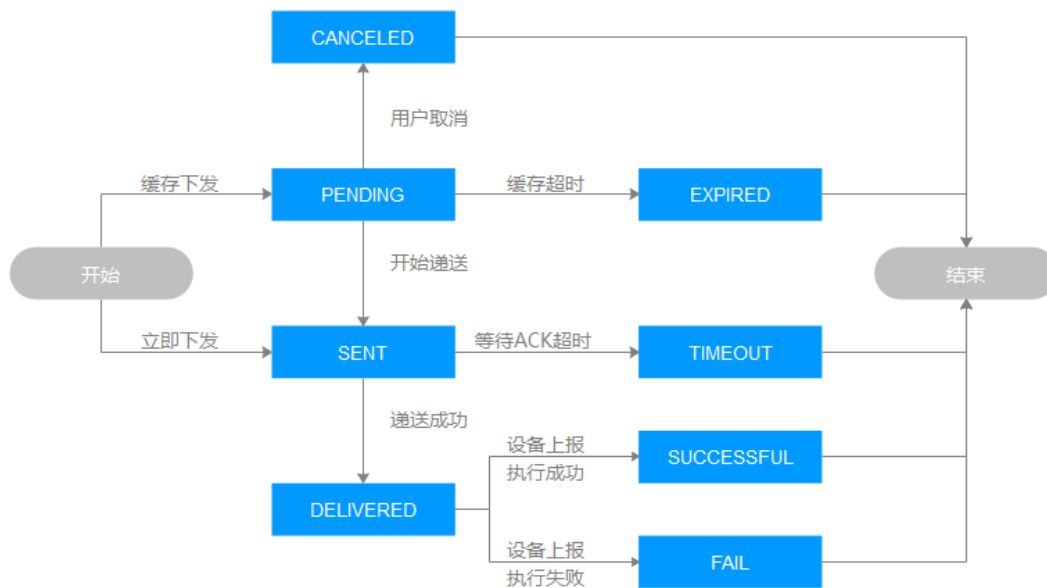 CANCELED
用户取消
缓存下发
PENDING
缓存超时
EXPIRED
开始
开始递送
结束
立即下发
SENT
等待ACK超时
TIMEOUT
递送成功
设备上报
执行成功
SUCCESSFUL
DELIVERED
设备上报
执行失败
FAIL